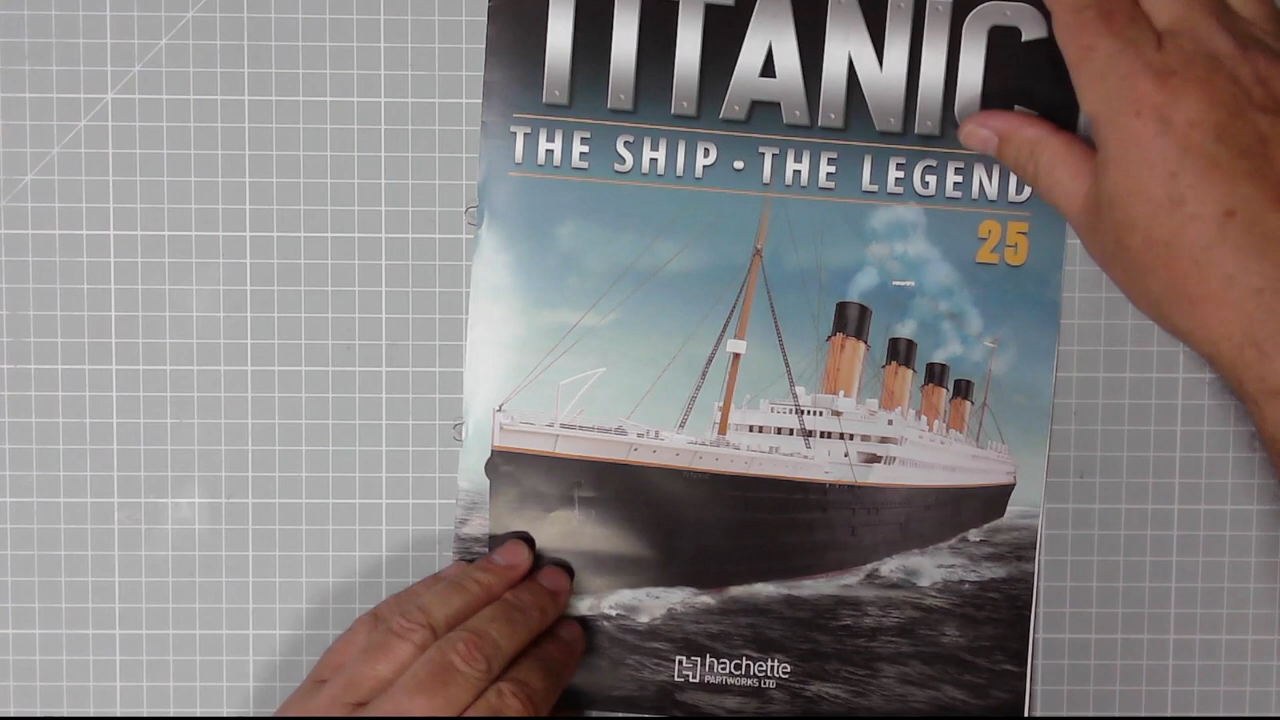 TITANIC
THE SHIP • THE LEGEND
25
hachette
PARTWORKS LTD